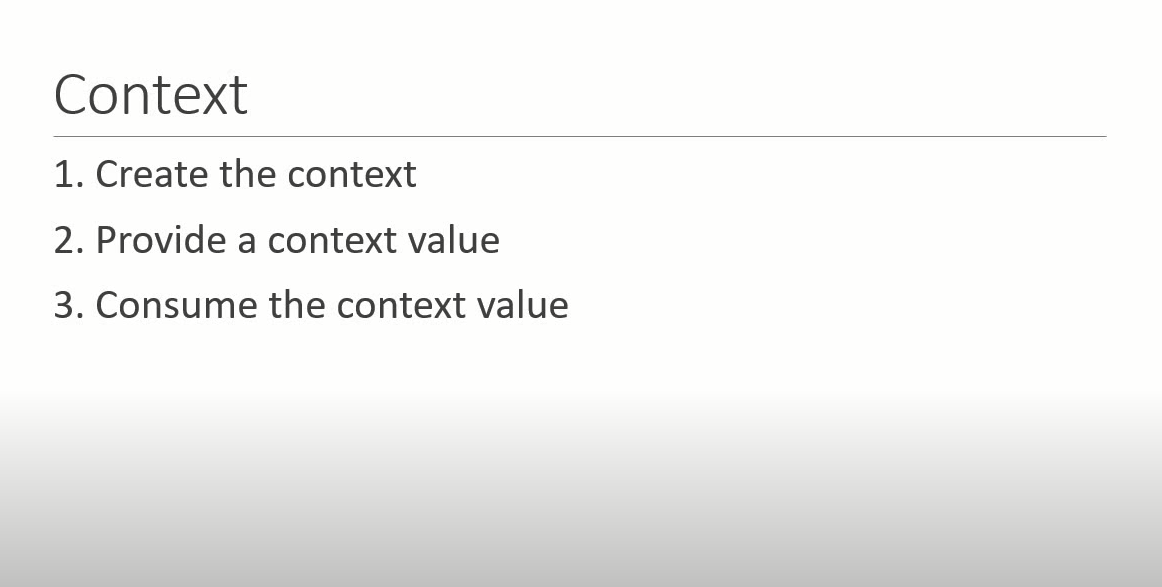 Context
1. Create the context
2. Provide a context value
3. Consume the context value